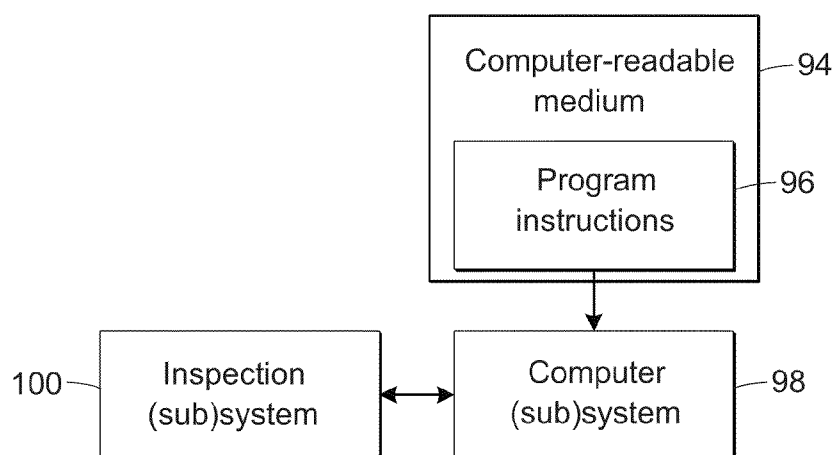 Computer-readable
medium
94
Program
instructions
96
100
Inspection
(sub)system
Computer
(sub)system
98